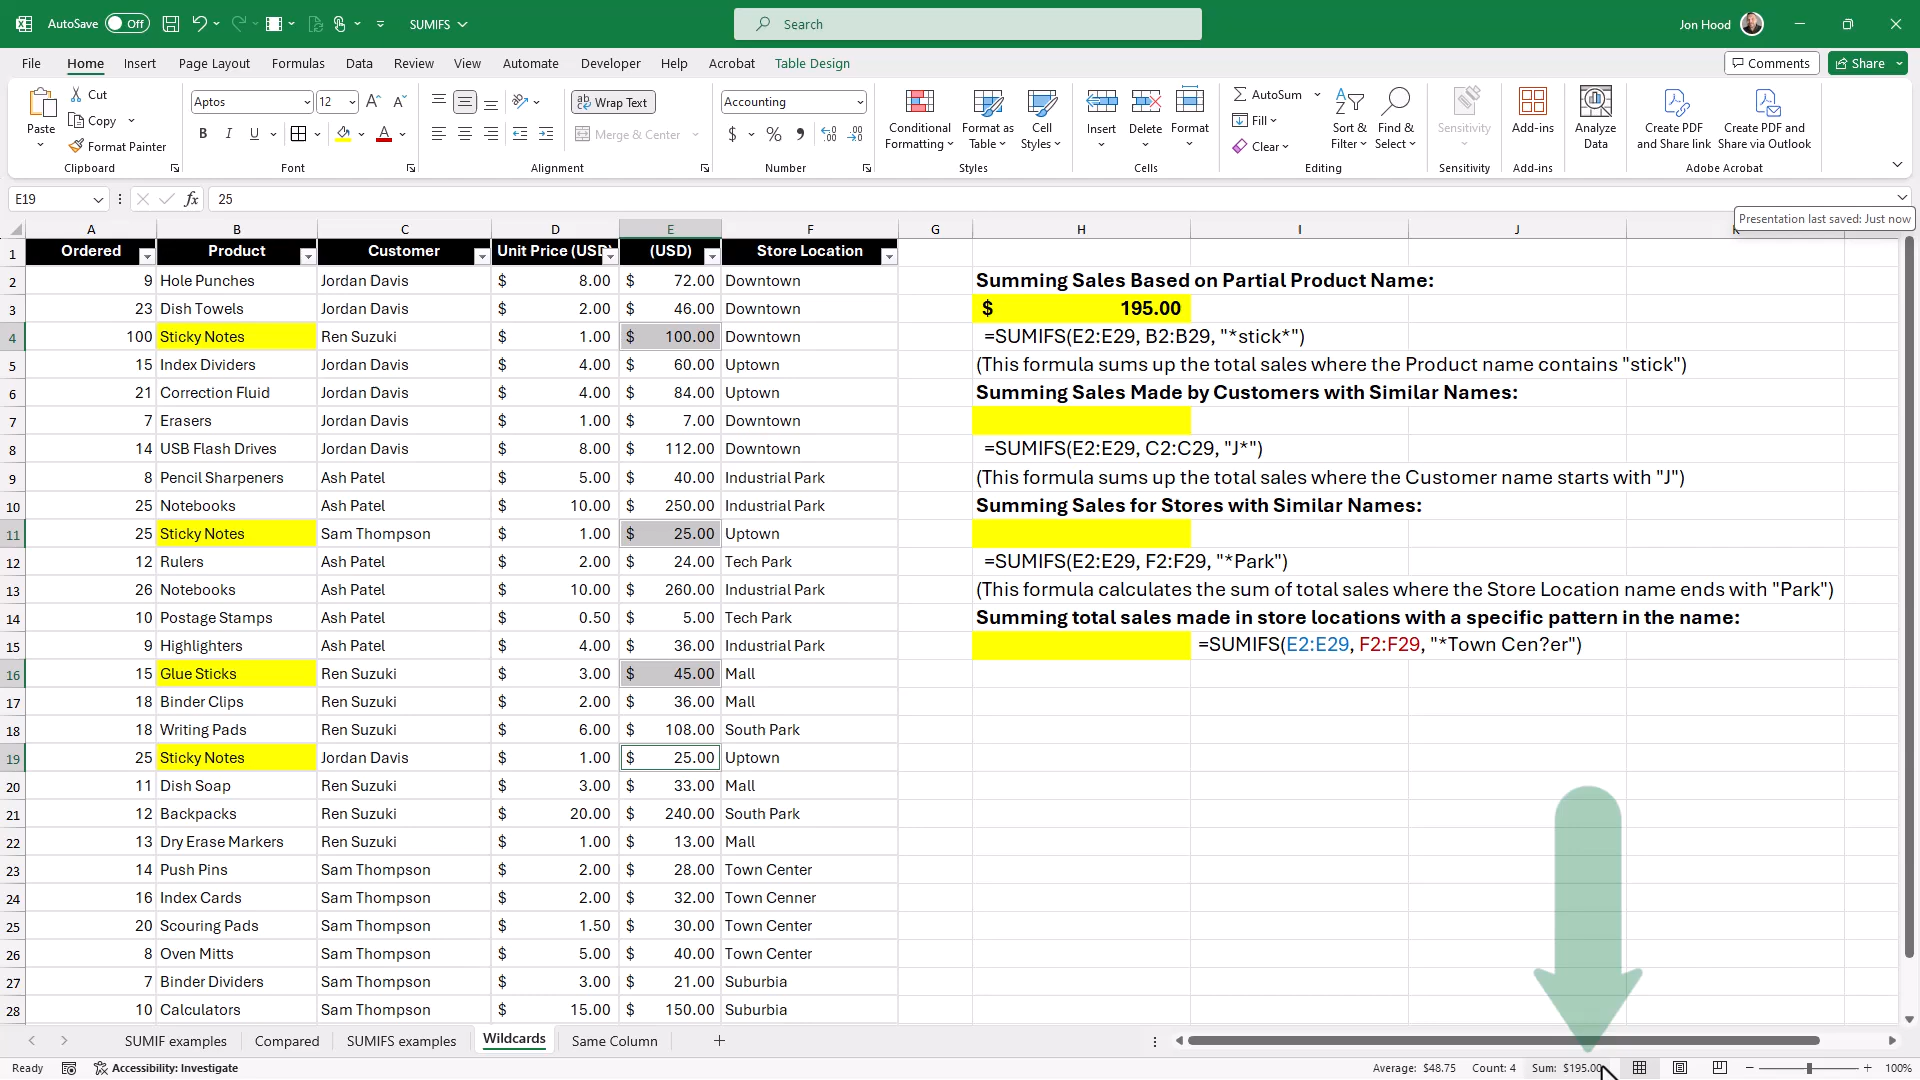 AutoSave Off SUMIFS Search Jon Hood
File Home Insert Page Layout Formulas Data Review View Automate Developer Help Acrobat Table Design Comments Share
Paste Cut Copy Format Painter Clipboard
Aptos 12 B I U Font
Wrap Text Merge & Center Alignment
Accounting $ % Number
Conditional Formatting Format as Table Cell Styles Styles
Insert Delete Format Cells
AutoSum Fill Clear Sort & Filter Find & Select Editing
Sensitivity Sensitivity
Add-ins Add-ins
Analyze Data
Create PDF and Share link Create PDF and Share via Outlook Adobe Acrobat
E19 fx 25
Presentation last saved: Just now
A B C D E F G H I J
1 Ordered Product Customer Unit Price (USD) (USD) Store Location
2 9 Hole Punches Jordan Davis $ 8.00 $ 72.00 Downtown Summing Sales Based on Partial Product Name:
3 23 Dish Towels Jordan Davis $ 2.00 $ 46.00 Downtown $ 195.00
4 100 Sticky Notes Ren Suzuki $ 1.00 $ 100.00 Downtown =SUMIFS(E2:E29, B2:B29, "*stick*")
5 15 Index Dividers Jordan Davis $ 4.00 $ 60.00 Uptown (This formula sums up the total sales where the Product name contains "stick")
6 21 Correction Fluid Jordan Davis $ 4.00 $ 84.00 Uptown Summing Sales Made by Customers with Similar Names:
7 7 Erasers Jordan Davis $ 1.00 $ 7.00 Downtown
8 14 USB Flash Drives Jordan Davis $ 8.00 $ 112.00 Downtown =SUMIFS(E2:E29, C2:C29, "J*")
9 8 Pencil Sharpeners Ash Patel $ 5.00 $ 40.00 Industrial Park (This formula sums up the total sales where the Customer name starts with "J")
10 25 Notebooks Ash Patel $ 10.00 $ 250.00 Industrial Park Summing Sales for Stores with Similar Names:
11 25 Sticky Notes Sam Thompson $ 1.00 $ 25.00 Uptown
12 12 Rulers Ash Patel $ 2.00 $ 24.00 Tech Park =SUMIFS(E2:E29, F2:F29, "*Park")
13 26 Notebooks Ash Patel $ 10.00 $ 260.00 Industrial Park (This formula calculates the sum of total sales where the Store Location name ends with "Park")
14 10 Postage Stamps Ash Patel $ 0.50 $ 5.00 Tech Park Summing total sales made in store locations with a specific pattern in the name:
15 9 Highlighters Ash Patel $ 4.00 $ 36.00 Industrial Park =SUMIFS(E2:E29, F2:F29, "*Town Cen?er")
16 15 Glue Sticks Ren Suzuki $ 3.00 $ 45.00 Mall
17 18 Binder Clips Ren Suzuki $ 2.00 $ 36.00 Mall
18 18 Writing Pads Ren Suzuki $ 6.00 $ 108.00 South Park
19 25 Sticky Notes Jordan Davis $ 1.00 $ 25.00 Uptown
20 11 Dish Soap Ren Suzuki $ 3.00 $ 33.00 Mall
21 12 Backpacks Ren Suzuki $ 20.00 $ 240.00 South Park
22 13 Dry Erase Markers Ren Suzuki $ 1.00 $ 13.00 Mall
23 14 Push Pins Sam Thompson $ 2.00 $ 28.00 Town Center
24 16 Index Cards Sam Thompson $ 2.00 $ 32.00 Town Cenner
25 20 Scouring Pads Sam Thompson $ 1.50 $ 30.00 Town Center
26 8 Oven Mitts Sam Thompson $ 5.00 $ 40.00 Town Center
27 7 Binder Dividers Sam Thompson $ 3.00 $ 21.00 Suburbia
28 10 Calculators Sam Thompson $ 15.00 $ 150.00 Suburbia
SUMIF examples Compared SUMIFS examples Wildcards Same Column
Ready Accessibility: Investigate Average: $48.75 Count: 4 Sum: $195.00 100%